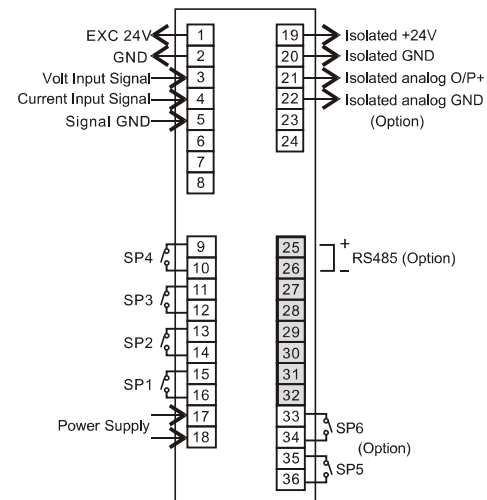 EXC 24V 1 19 Isolated +24V
GND 2 20 Isolated GND
Volt Input Signal 3 21 Isolated analog O/P+
Current Input Signal 4 22 Isolated analog GND
Signal GND 5 23 (Option)
6 24
7
8
9 25 +
SP4 RS485 (Option)
10 26 −
11 27
SP3
12 28
13 29
SP2
14 30
15 31
SP1
16 32
17 33
Power Supply SP6
18 34
(Option)
35
SP5
36